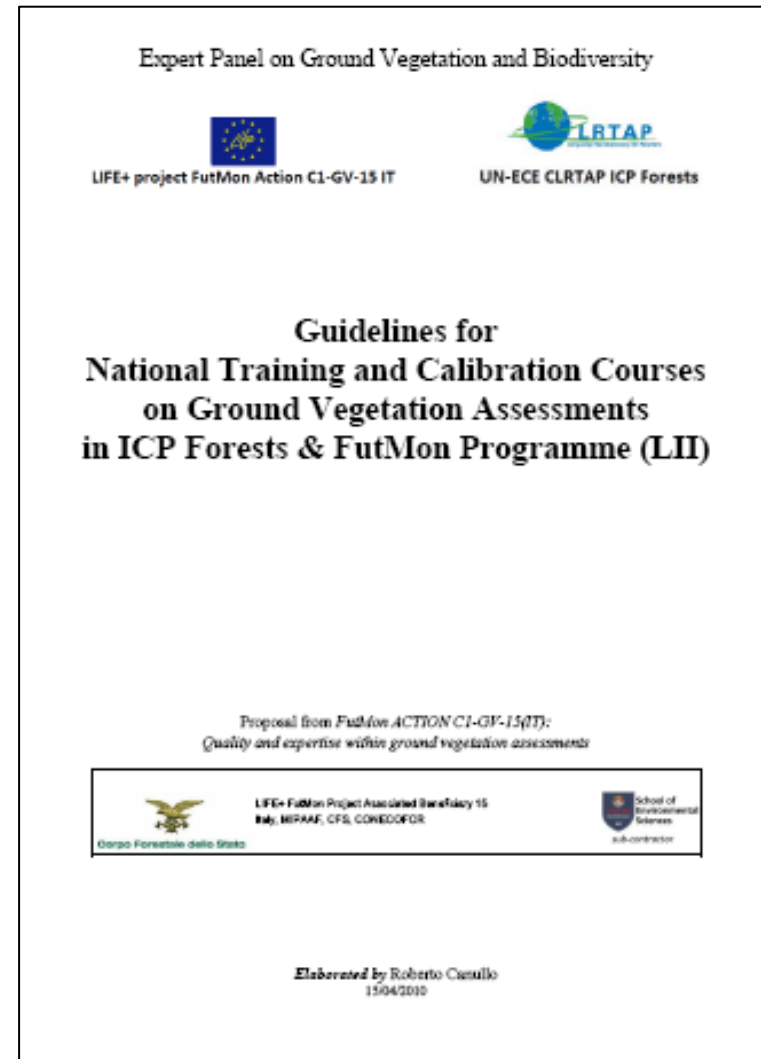 Expert Panel on Ground Vegetation and Biodiversity
LRTAP
LIFE+ project FutMon Action C1-GV-15 IT
UN-ECE CLRTAP ICP Forests
Guidelines for
National Training and Calibration Courses
on Ground Vegetation Assessments
in ICP Forests & FutMon Programme (LII)
Proposal from FutMon ACTION C1-GV-15(IT):
Quality and expertise within ground vegetation assessments
LIFE+ FutMon Project Associated Beneficiary 15
Italy, MIPAAF, CFS, CONECOFOR
Corpo Forestale dello Stato
School of
Environmental
Sciences
sub-contractor
Elaborated by Roberto Canullo
15/04/2010